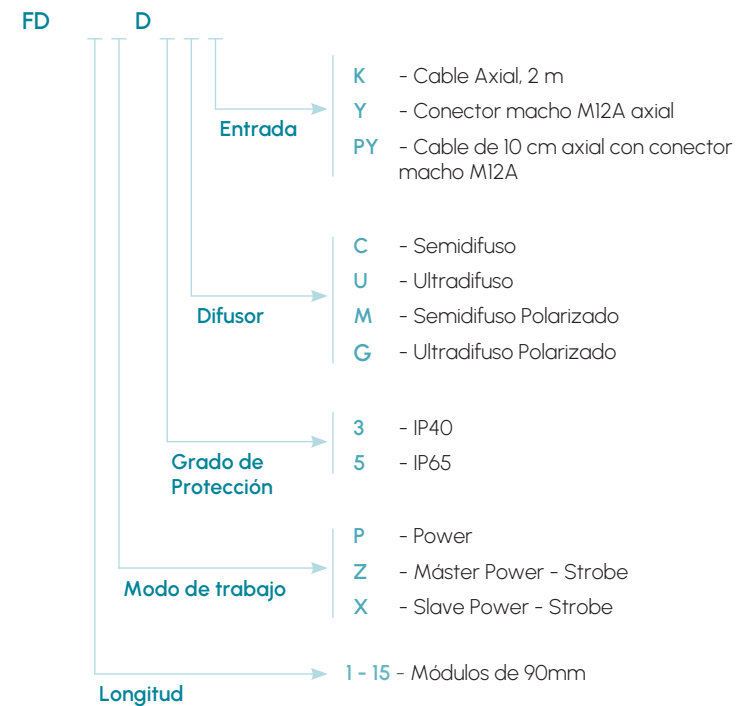 FD D
K - Cable Axial, 2 m
Y - Conector macho M12A axial
Entrada
PY - Cable de 10 cm axial con conector
macho M12A
C - Semidifuso
U - Ultradifuso
Difusor
M - Semidifuso Polarizado
G - Ultradifuso Polarizado
3 - IP40
5 - IP65
Grado de
Protección
P - Power
Z - Máster Power - Strobe
Modo de trabajo
X - Slave Power - Strobe
1 - 15 - Módulos de 90mm
Longitud